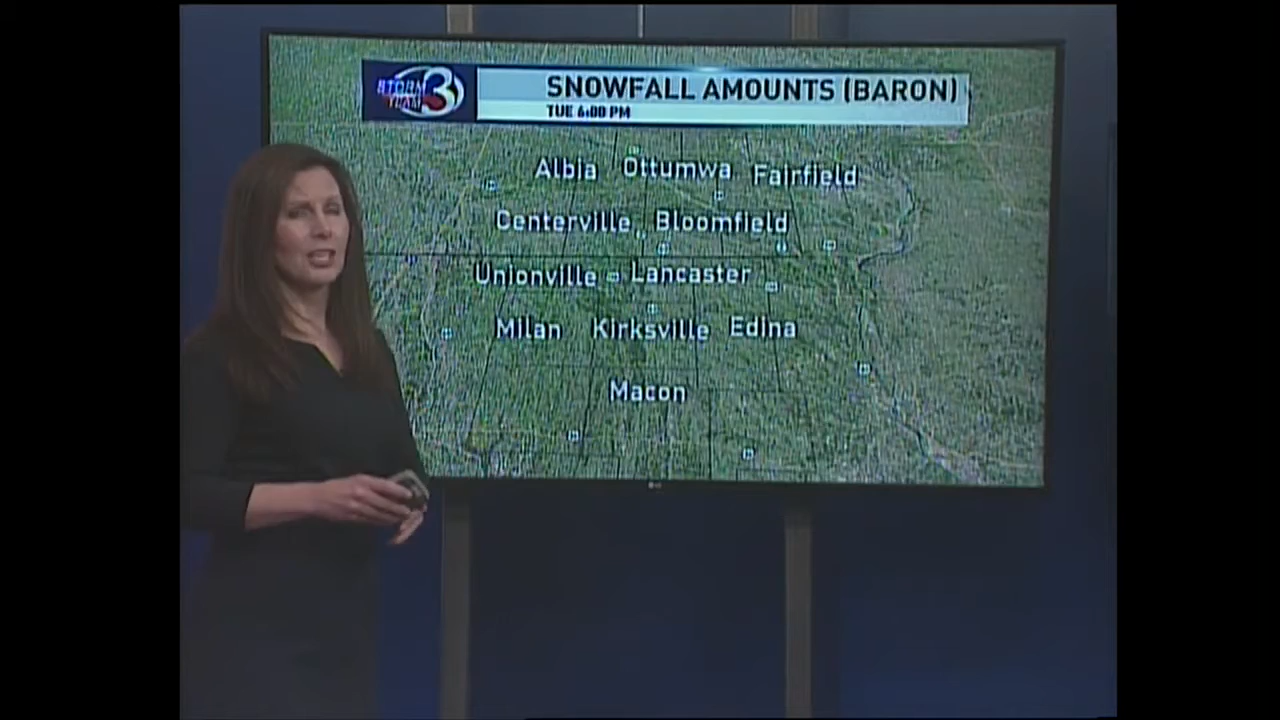 STORM
TEAM 3
SNOWFALL AMOUNTS (BARON)
TUE 6:00 PM
Albia Ottumwa Fairfield
Centerville Bloomfield
Unionville Lancaster
Milan Kirksville Edina
Macon
LG